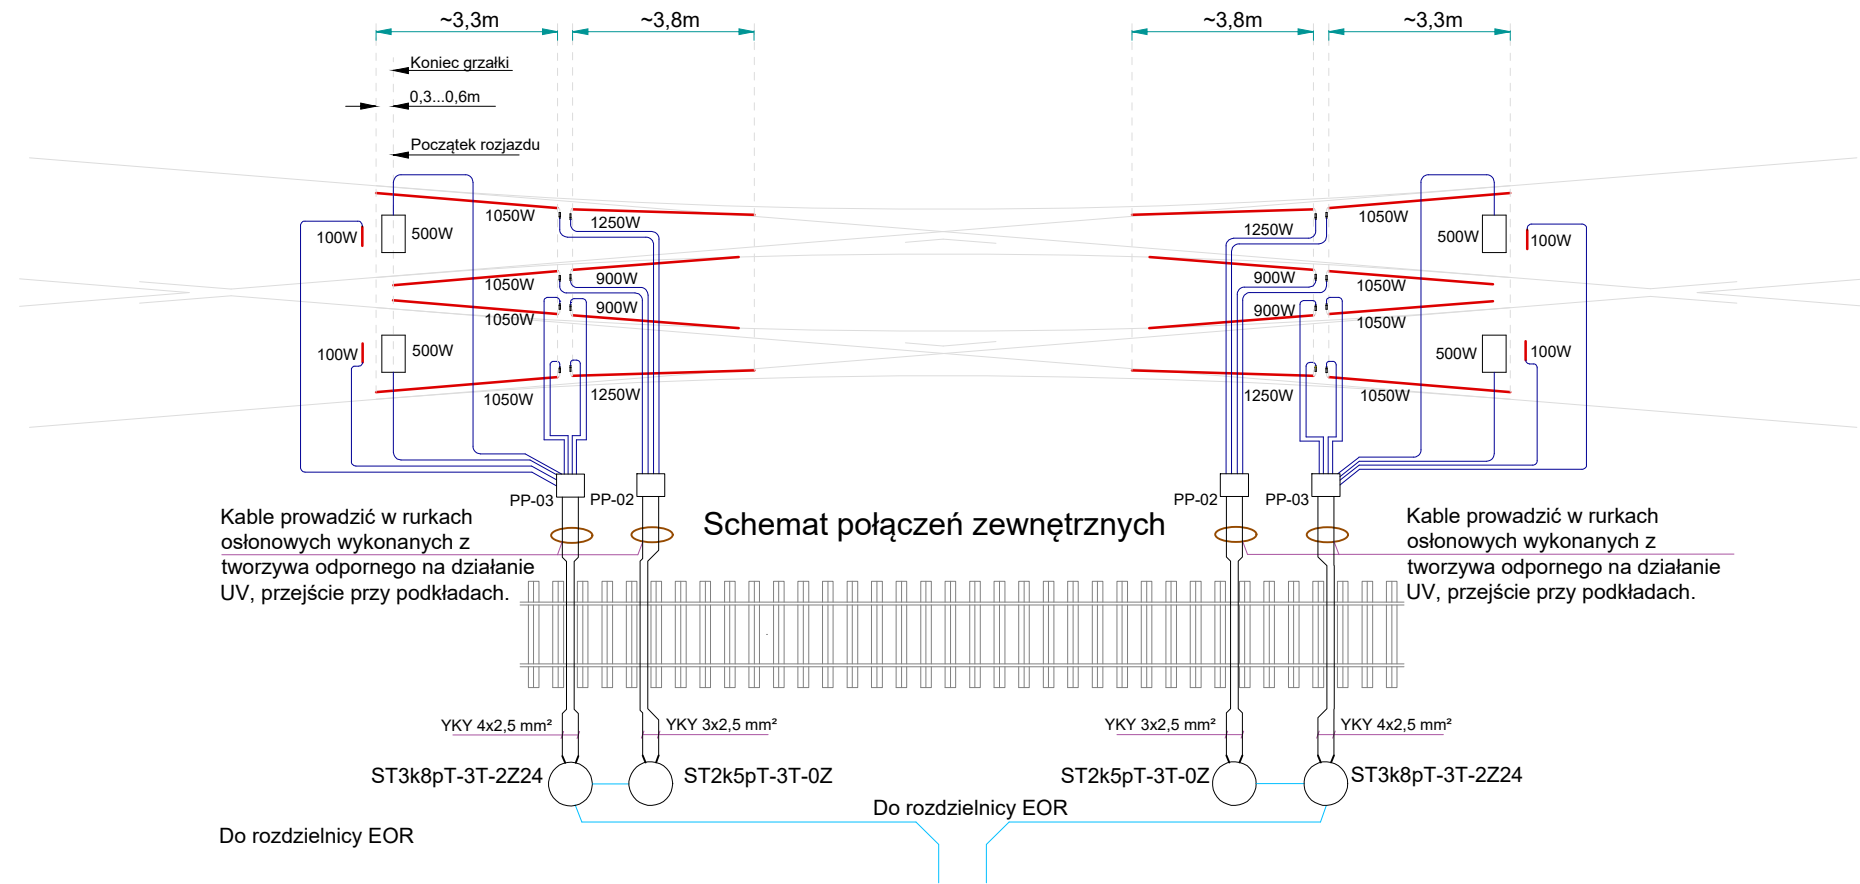 ~3,3m
~3,8m
~3,8m
~3,3m
Koniec grzałki
0,3...0,6m
Początek rozjazdu
1050W
1250W
1250W
1050W
100W
500W
500W
100W
1050W
900W
900W
1050W
1050W
900W
900W
1050W
100W
500W
500W
100W
1050W
1250W
1250W
1050W
PP-03
PP-02
PP-02
PP-03
Schemat połączeń zewnętrznych
Kable prowadzić w rurkach
osłonowych wykonanych z
tworzywa odpornego na działanie
UV, przejście przy podkładach.
Kable prowadzić w rurkach
osłonowych wykonanych z
tworzywa odpornego na działanie
UV, przejście przy podkładach.
YKY 4x2,5 mm²
YKY 3x2,5 mm²
YKY 3x2,5 mm²
YKY 4x2,5 mm²
ST3k8pT-3T-2Z24
ST2k5pT-3T-0Z
ST2k5pT-3T-0Z
ST3k8pT-3T-2Z24
Do rozdzielnicy EOR
Do rozdzielnicy EOR